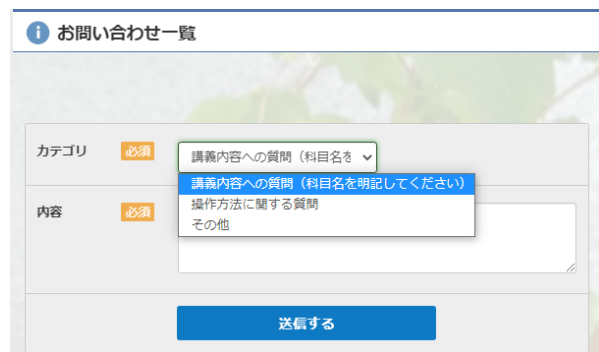 お問い合わせ一覧
カテゴリ 必須 講義内容への質問（科目名を
講義内容への質問（科目名を明記してください）
操作方法に関する質問
その他
内容 必須
送信する